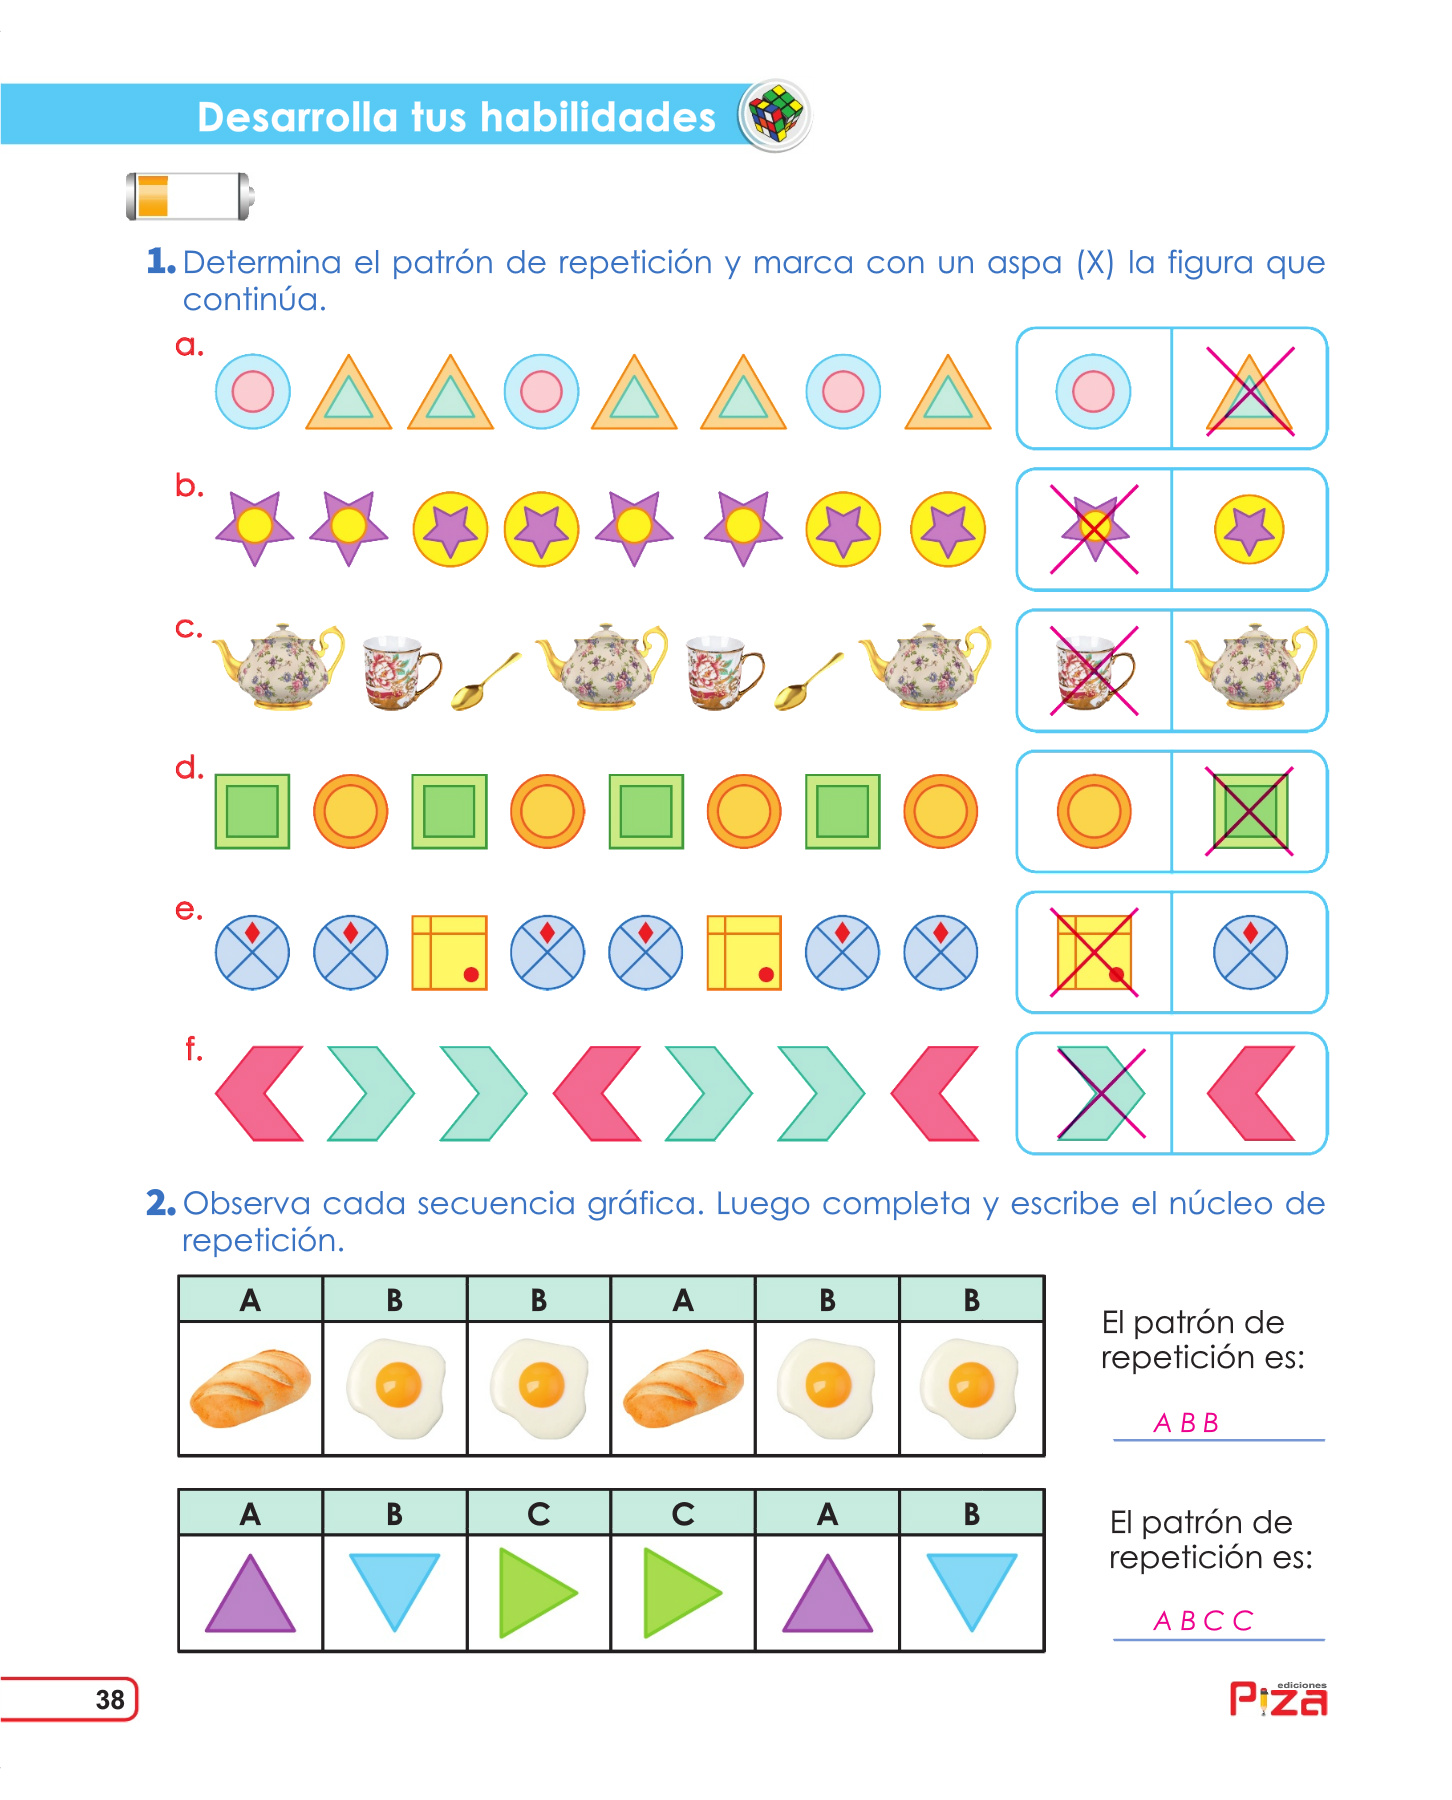 Desarrolla tus habilidades
1. Determina el patrón de repetición y marca con un aspa (X) la figura que
continúa.
a.
b.
c.
d.
e.
f.
2. Observa cada secuencia gráfica. Luego completa y escribe el núcleo de
repetición.
A B B A B B
El patrón de
repetición es:
A B B
A B C C A B
El patrón de
repetición es:
A B C C
38
ediciones
Piza